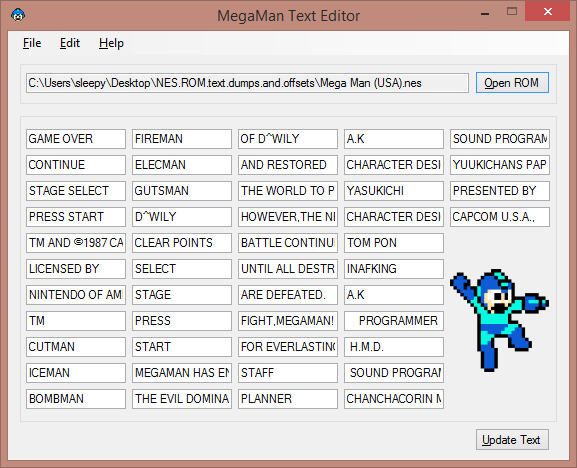 MegaMan Text Editor
File Edit Help
C:\Users\sleepy\Desktop\NES.ROM.text.dumps.and.offsets\Mega Man (USA).nes
Open ROM
GAME OVER
CONTINUE
STAGE SELECT
PRESS START
TM AND ©1987 CA
LICENSED BY
NINTENDO OF AM
TM
CUTMAN
ICEMAN
BOMBMAN
FIREMAN
ELECMAN
GUTSMAN
D^WILY
CLEAR POINTS
SELECT
STAGE
PRESS
START
MEGAMAN HAS EN
THE EVIL DOMINA
OF D^WILY
AND RESTORED
THE WORLD TO P
HOWEVER,THE NE
BATTLE CONTINU
UNTIL ALL DESTR
ARE DEFEATED.
FIGHT,MEGAMAN!
FOR EVERLASTING
STAFF
PLANNER
A.K
CHARACTER DESI
YASUKICHI
CHARACTER DESI
TOM PON
INAFKING
A.K
PROGRAMMER
H.M.D.
SOUND PROGRAM
CHANCHACORIN M
SOUND PROGRAM
YUUKICHANS PAP
PRESENTED BY
CAPCOM U.S.A.,
Update Text